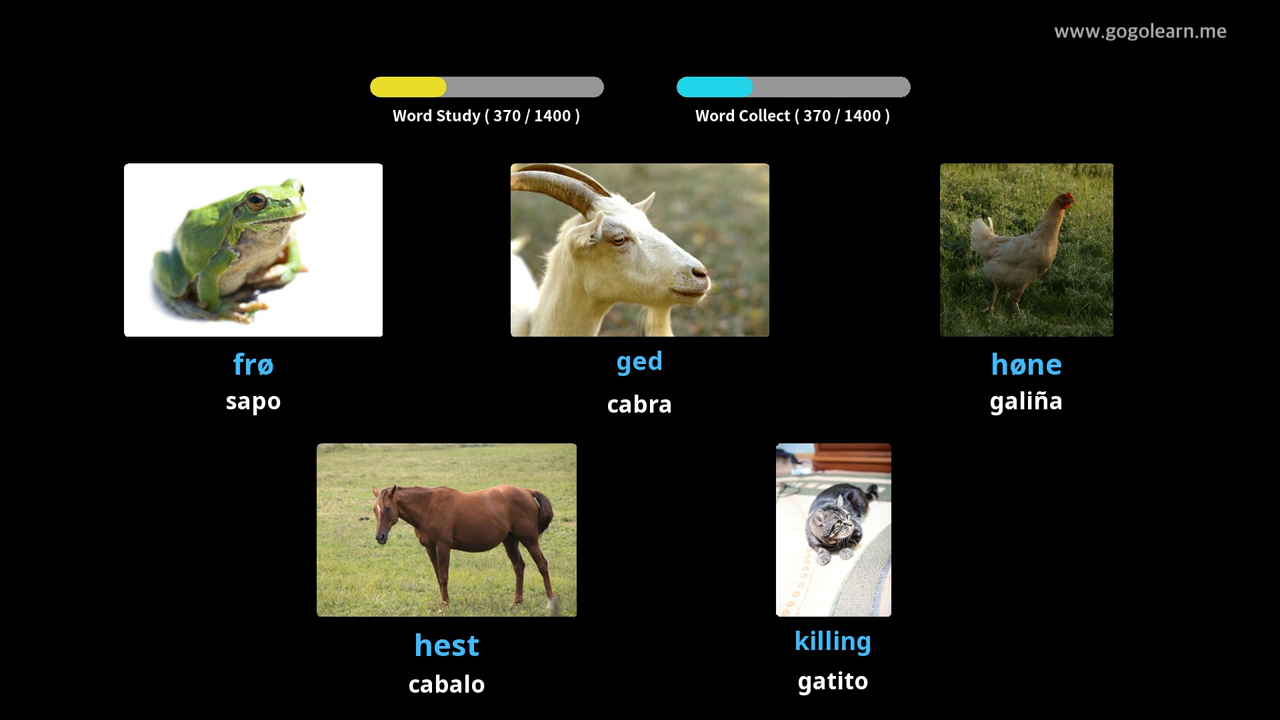 www.gogolearn.me
Word Study ( 370 / 1400 )
Word Collect ( 370 / 1400 )
frø
ged
høne
sapo
cabra
galiña
hest
killing
cabalo
gatito